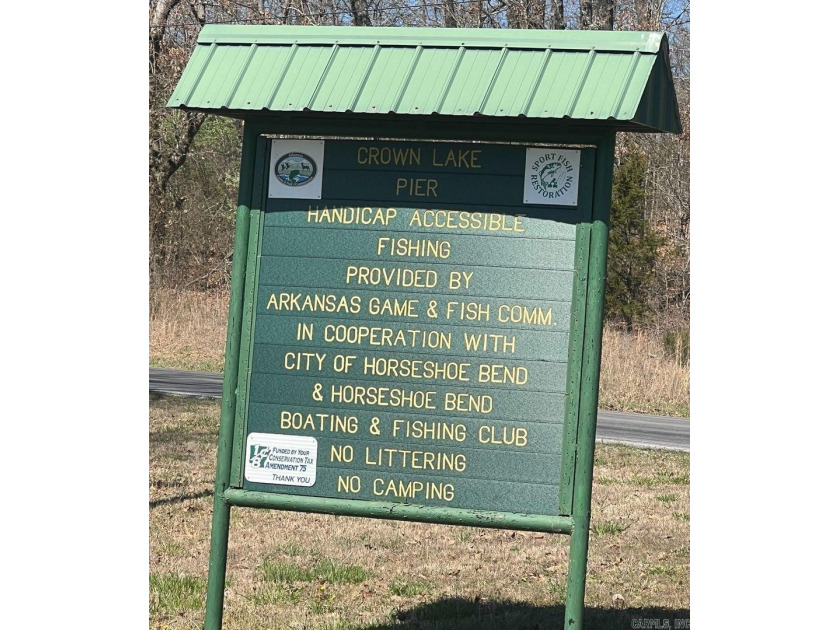 CROWN LAKE
PIER
SPORT FISH
RESTORATION
HANDICAP ACCESSIBLE
FISHING
PROVIDED BY
ARKANSAS GAME & FISH COMM.
IN COOPERATION WITH
CITY OF HORSESHOE BEND
& HORSESHOE BEND
BOATING & FISHING CLUB
NO LITTERING
NO CAMPING
1/8
FUNDED BY YOUR
CONSERVATION TAX
AMENDMENT 75
THANK YOU
CARMLS, INC